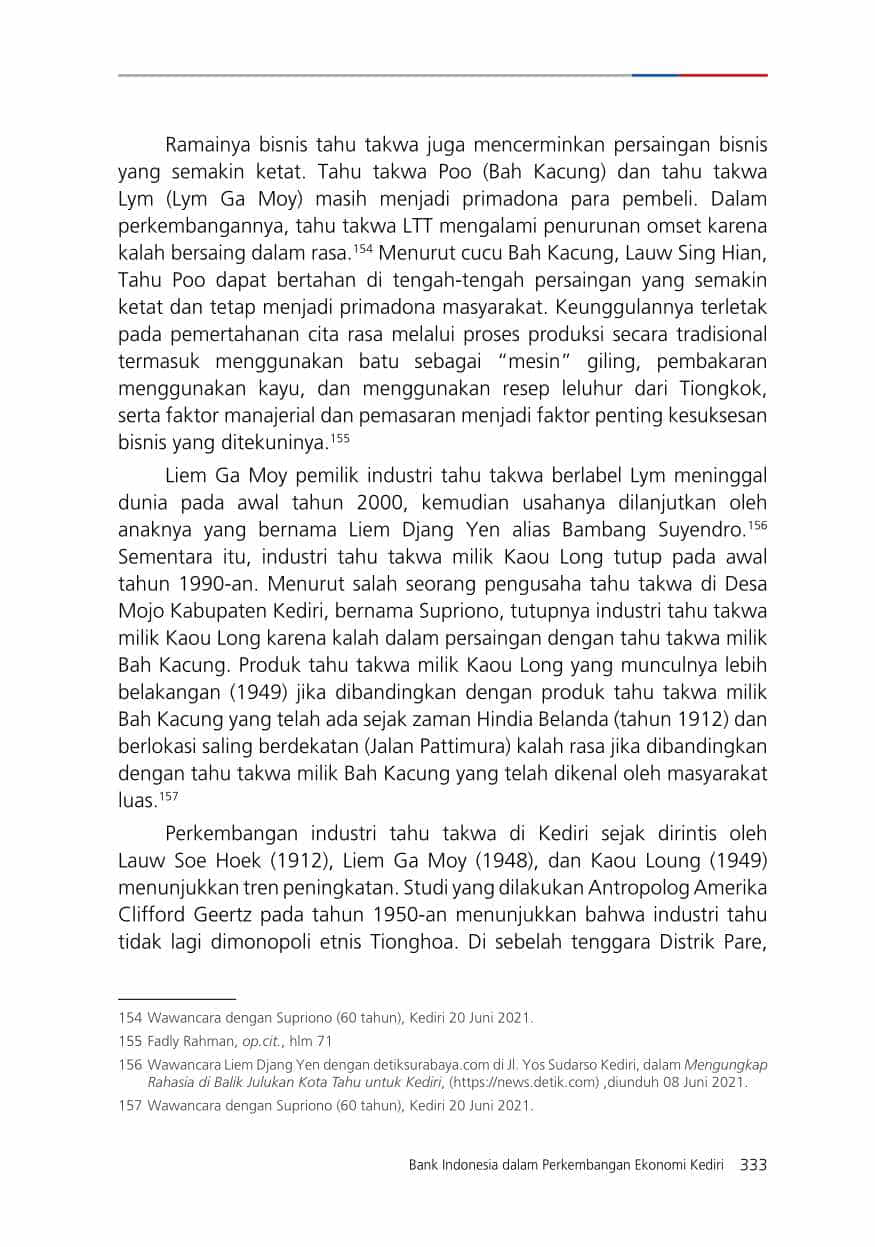 Ramainya bisnis tahu takwa juga mencerminkan persaingan bisnis
yang semakin ketat. Tahu takwa Poo (Bah Kacung) dan tahu takwa
Lym (Lym Ga Moy) masih menjadi primadona para pembeli. Dalam
perkembangannya, tahu takwa LTT mengalami penurunan omset karena
kalah bersaing dalam rasa.154 Menurut cucu Bah Kacung, Lauw Sing Hian,
Tahu Poo dapat bertahan di tengah-tengah persaingan yang semakin
ketat dan tetap menjadi primadona masyarakat. Keunggulannya terletak
pada pemertahanan cita rasa melalui proses produksi secara tradisional
termasuk menggunakan batu sebagai “mesin” giling, pembakaran
menggunakan kayu, dan menggunakan resep leluhur dari Tiongkok,
serta faktor manajerial dan pemasaran menjadi faktor penting kesuksesan
bisnis yang ditekuninya.155
Liem Ga Moy pemilik industri tahu takwa berlabel Lym meninggal
dunia pada awal tahun 2000, kemudian usahanya dilanjutkan oleh
anaknya yang bernama Liem Djang Yen alias Bambang Suyendro.156
Sementara itu, industri tahu takwa milik Kaou Long tutup pada awal
tahun 1990-an. Menurut salah seorang pengusaha tahu takwa di Desa
Mojo Kabupaten Kediri, bernama Supriono, tutupnya industri tahu takwa
milik Kaou Long karena kalah dalam persaingan dengan tahu takwa milik
Bah Kacung. Produk tahu takwa milik Kaou Long yang munculnya lebih
belakangan (1949) jika dibandingkan dengan produk tahu takwa milik
Bah Kacung yang telah ada sejak zaman Hindia Belanda (tahun 1912) dan
berlokasi saling berdekatan (Jalan Pattimura) kalah rasa jika dibandingkan
dengan tahu takwa milik Bah Kacung yang telah dikenal oleh masyarakat
luas.157
Perkembangan industri tahu takwa di Kediri sejak dirintis oleh
Lauw Soe Hoek (1912), Liem Ga Moy (1948), dan Kaou Loung (1949)
menunjukkan tren peningkatan. Studi yang dilakukan Antropolog Amerika
Clifford Geertz pada tahun 1950-an menunjukkan bahwa industri tahu
tidak lagi dimonopoli etnis Tionghoa. Di sebelah tenggara Distrik Pare,
154 Wawancara dengan Supriono (60 tahun), Kediri 20 Juni 2021.
155 Fadly Rahman, op.cit., hlm 71
156 Wawancara Liem Djang Yen dengan detiksurabaya.com di Jl. Yos Sudarso Kediri, dalam Mengungkap
Rahasia di Balik Julukan Kota Tahu untuk Kediri, (https://news.detik.com) ,diunduh 08 Juni 2021.
157 Wawancara dengan Supriono (60 tahun), Kediri 20 Juni 2021.
Bank Indonesia dalam Perkembangan Ekonomi Kediri 333